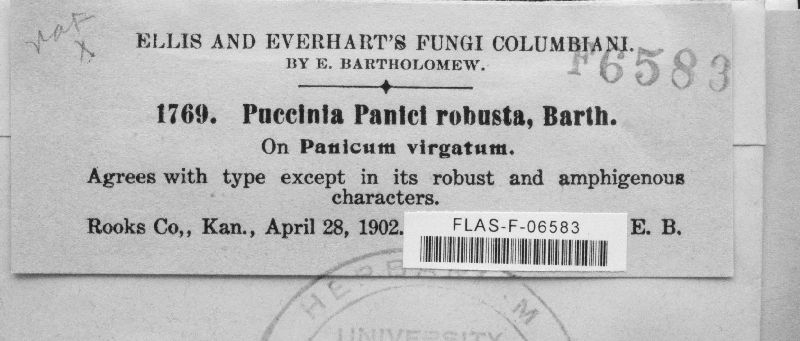 ELLIS AND EVERHART'S FUNGI COLUMBIANI.
BY E. BARTHOLOMEW.
F6583
1769. Puccinia Panici robusta, Barth.
On Panicum virgatum.
Agrees with type except in its robust and amphigenous
characters.
Rooks Co,, Kan., April 28, 1902. E. B.
FLAS-F-06583
HERBARIUM
UNIVERSITY